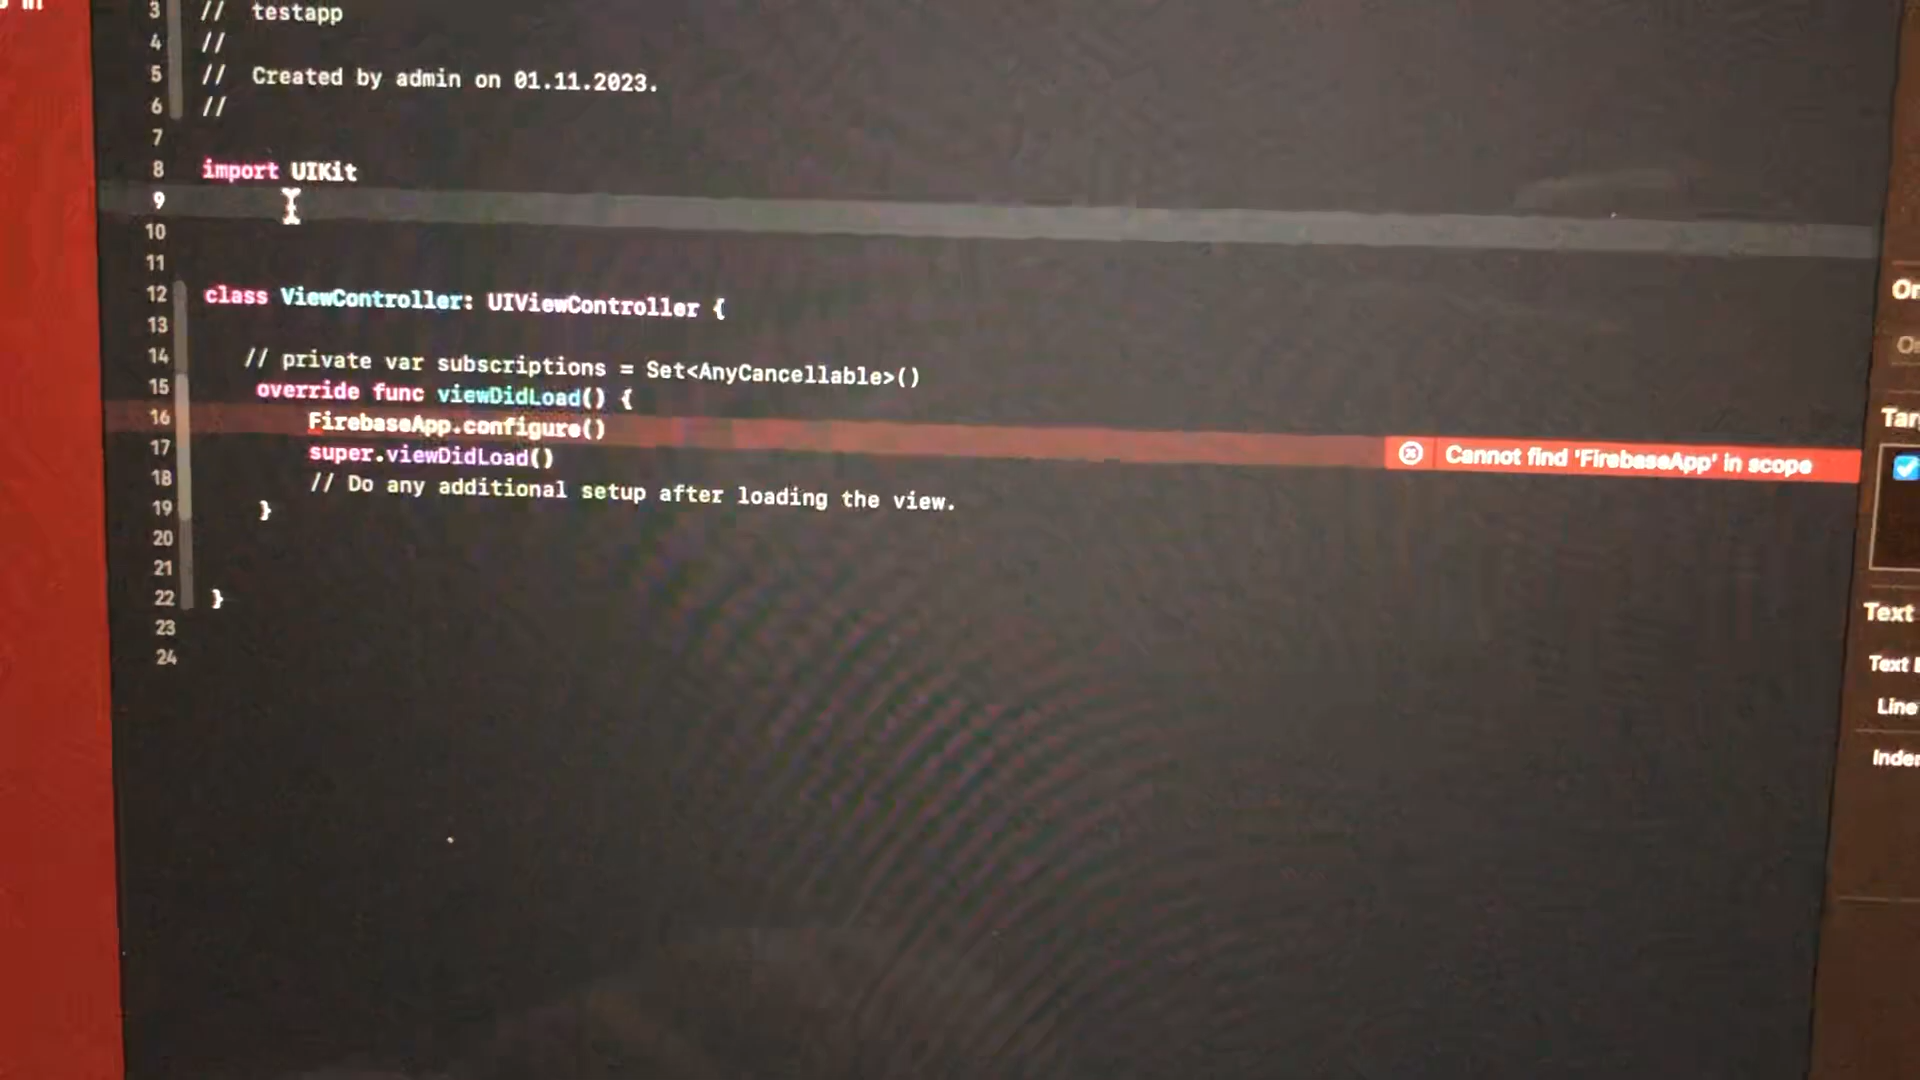 3 // testapp
4 //
5 // Created by admin on 01.11.2023.
6 //
7
8 import UIKit
9
10
11
12 class ViewController: UIViewController {
13
14 // private var subscriptions = Set<AnyCancellable>()
15 override func viewDidLoad() {
16 FirebaseApp.configure()
Cannot find 'FirebaseApp' in scope
17 super.viewDidLoad()
18 // Do any additional setup after loading the view.
19 }
20
21
22 }
23
24
Text
Text
Line